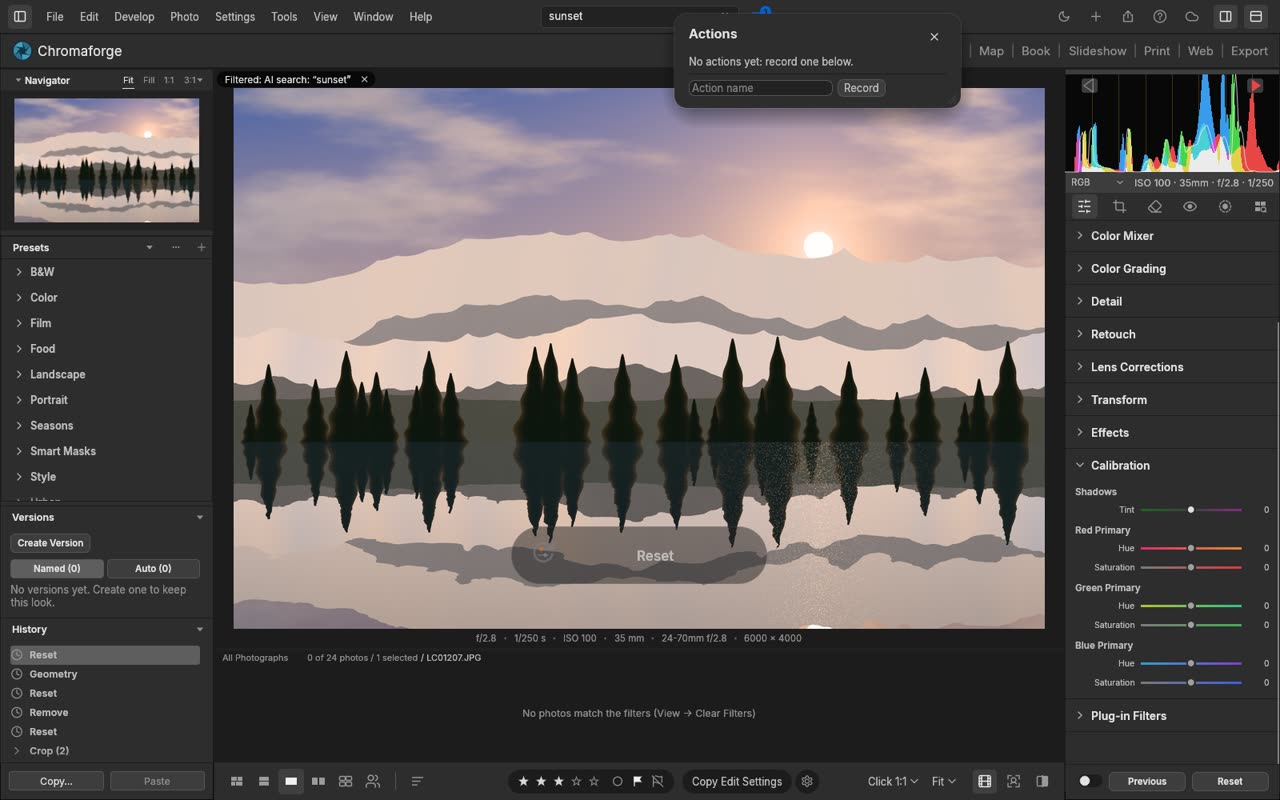 File Edit Develop Photo Settings Tools View Window Help
sunset
Chromaforge
Map Book Slideshow Print Web Export
Actions
No actions yet: record one below.
Action name Record
Navigator Fit Fill 1:1 3:1
Filtered: AI search: “sunset” ×
RGB ISO 100 · 35mm · f/2.8 · 1/250
Presets
B&W
Color
Film
Food
Landscape
Portrait
Seasons
Smart Masks
Style
Versions
Create Version
Named (0) Auto (0)
No versions yet. Create one to keep
this look.
History
Reset
Geometry
Reset
Remove
Reset
Crop (2)
Copy... Paste
Reset
f/2.8 · 1/250 s · ISO 100 · 35 mm · 24-70mm f/2.8 · 6000 × 4000
All Photographs 0 of 24 photos / 1 selected / LC01207.JPG
No photos match the filters (View → Clear Filters)
Copy Edit Settings Click 1:1 Fit
Color Mixer
Color Grading
Detail
Retouch
Lens Corrections
Transform
Effects
Calibration
Shadows
Tint 0
Red Primary
Hue 0
Saturation 0
Green Primary
Hue 0
Saturation 0
Blue Primary
Hue 0
Saturation 0
Plug-in Filters
Previous Reset